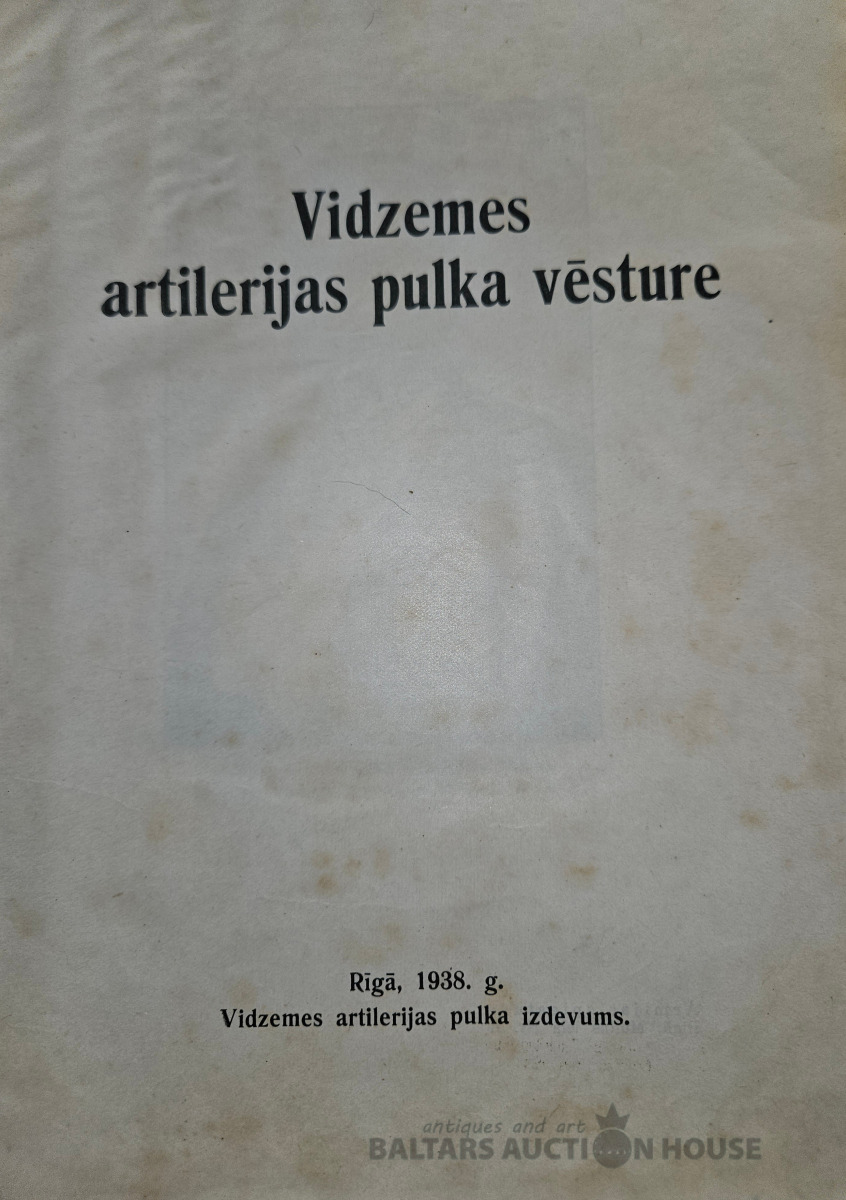 Vidzemes
artilerijas pulka vēsture
Rīgā, 1938. g.
Vidzemes artilerijas pulka izdevums.
antiques and art
BALTARS AUCTION HOUSE